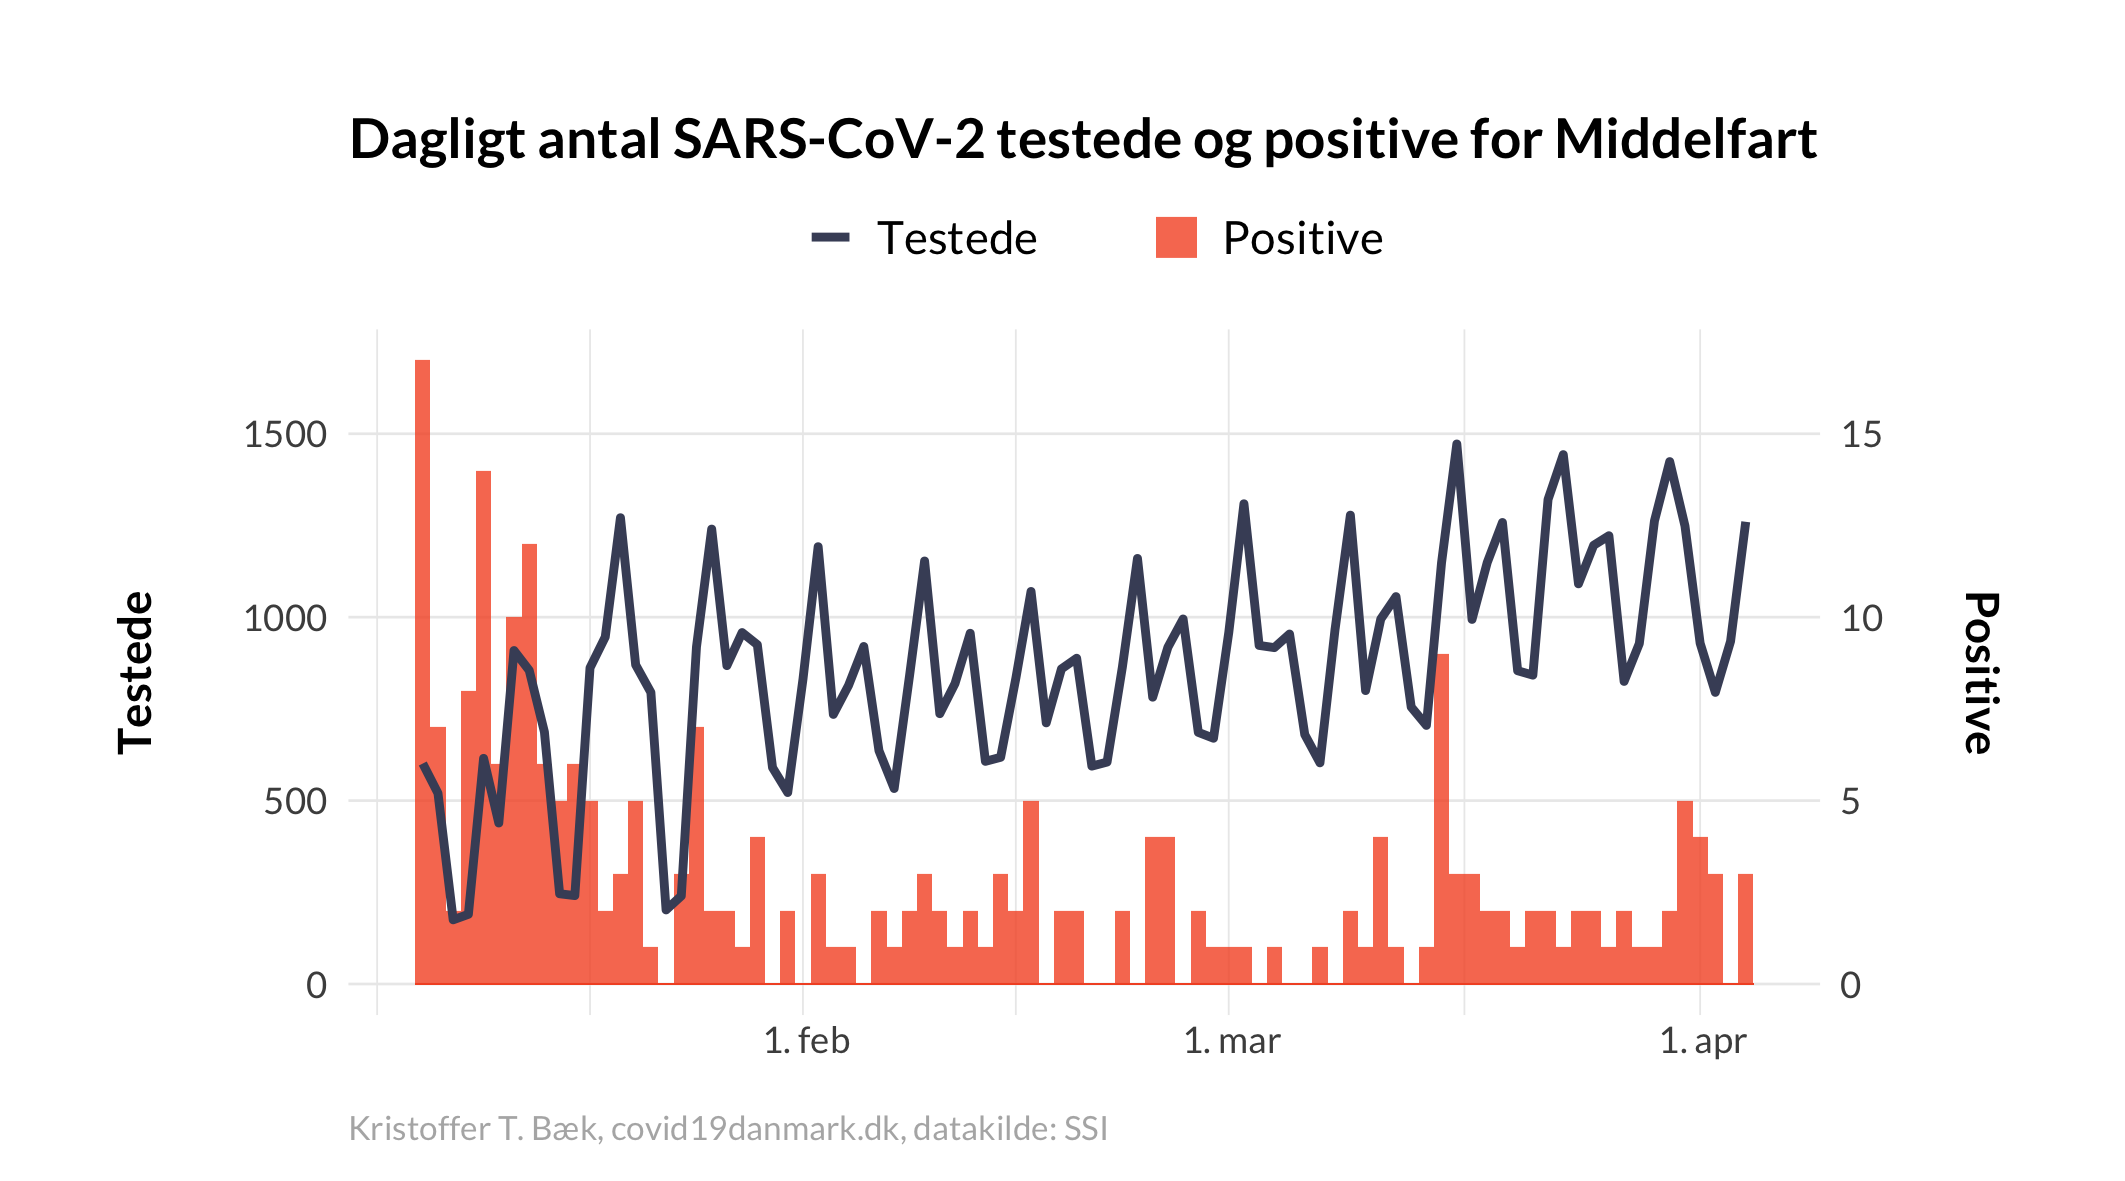 Dagligt antal SARS-CoV-2 testede og positive for Middelfart
Testede Positive
1500 15
1000 10
500 5
0 0
Testede
Positive
1. feb 1. mar 1. apr
Kristoffer T. Bæk, covid19danmark.dk, datakilde: SSI